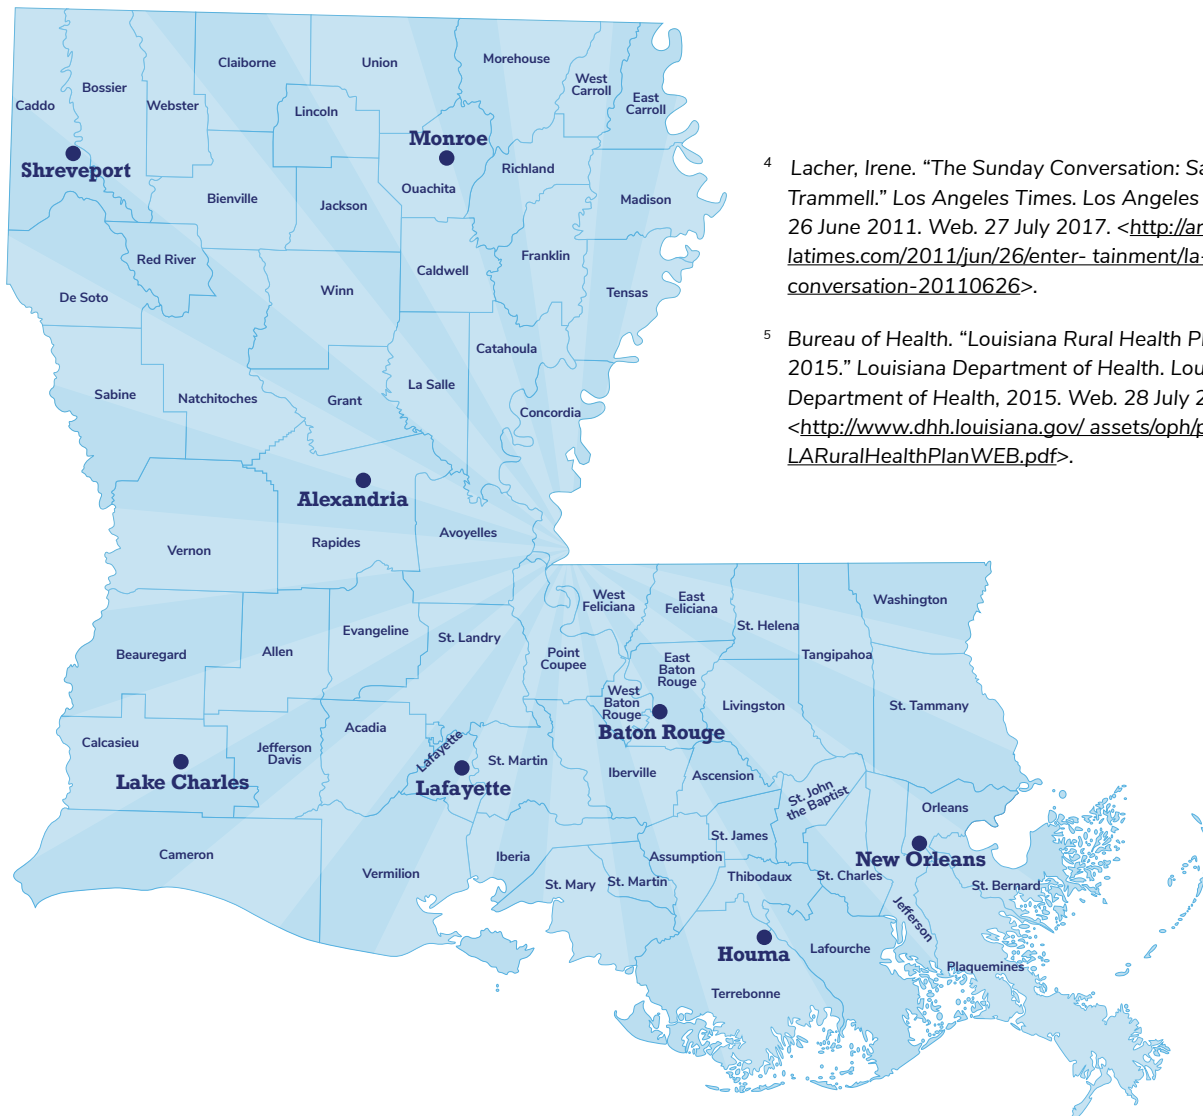 Claiborne
Union
Morehouse
Bossier
West
Carroll
East
Carroll
Caddo
Webster
Lincoln
Monroe
Shreveport
Richland
Ouachita
Bienville
Jackson
Madison
Red River
Caldwell
Franklin
De Soto
Winn
Tensas
Catahoula
La Salle
Sabine
Natchitoches
Grant
Concordia
Alexandria
Avoyelles
Vernon
Rapides
West
Feliciana
East
Feliciana
Washington
St. Helena
Evangeline
St. Landry
Beauregard
Allen
Point
Coupee
East
Baton
Rouge
Tangipahoa
West
Baton
Rouge
Livingston
St. Tammany
Acadia
Baton Rouge
Calcasieu
Jefferson
Davis
Lafayette
St. Martin
Iberville
Ascension
Lake Charles
Lafayette
St. John
the Baptist
Orleans
St. James
Cameron
Iberia
Assumption
New Orleans
Vermilion
St. Mary
St. Martin
Thibodaux
St. Charles
St. Bernard
Jefferson
Houma
Lafourche
Plaquemines
Terrebonne
4 Lacher, Irene. “The Sunday Conversation: Sa
Trammell.” Los Angeles Times. Los Angeles
26 June 2011. Web. 27 July 2017. <http://ar
latimes.com/2011/jun/26/enter- tainment/la-
conversation-20110626>.
5 Bureau of Health. “Louisiana Rural Health P
2015.” Louisiana Department of Health. Lou
Department of Health, 2015. Web. 28 July 2
<http://www.dhh.louisiana.gov/ assets/oph/p
LARuralHealthPlanWEB.pdf>.